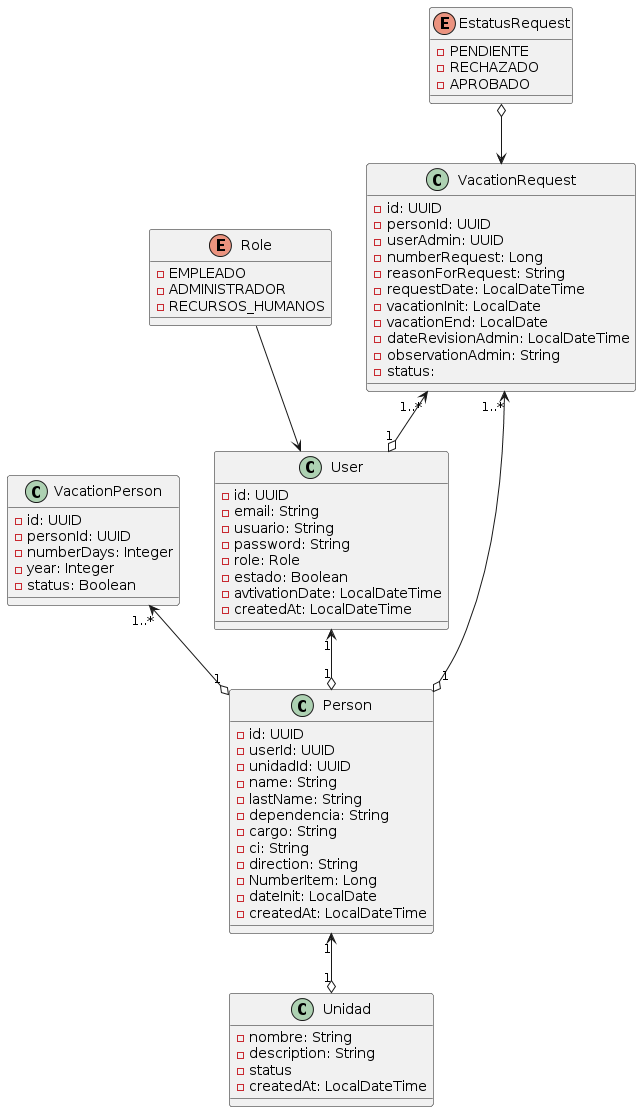 E EstatusRequest
PENDIENTE
RECHAZADO
APROBADO
C VacationRequest
id: UUID
personId: UUID
userAdmin: UUID
numberRequest: Long
reasonForRequest: String
requestDate: LocalDateTime
vacationInit: LocalDate
vacationEnd: LocalDate
dateRevisionAdmin: LocalDateTime
observationAdmin: String
status:
E Role
EMPLEADO
ADMINISTRADOR
RECURSOS_HUMANOS
1..*
1..*
1
C User
id: UUID
email: String
usuario: String
password: String
role: Role
estado: Boolean
avtivationDate: LocalDateTime
createdAt: LocalDateTime
C VacationPerson
id: UUID
personId: UUID
numberDays: Integer
year: Integer
status: Boolean
1..*
1
1
1
1
C Person
id: UUID
userId: UUID
unidadId: UUID
name: String
lastName: String
dependencia: String
cargo: String
ci: String
direction: String
NumberItem: Long
dateInit: LocalDate
createdAt: LocalDateTime
1
1
C Unidad
nombre: String
description: String
status
createdAt: LocalDateTime